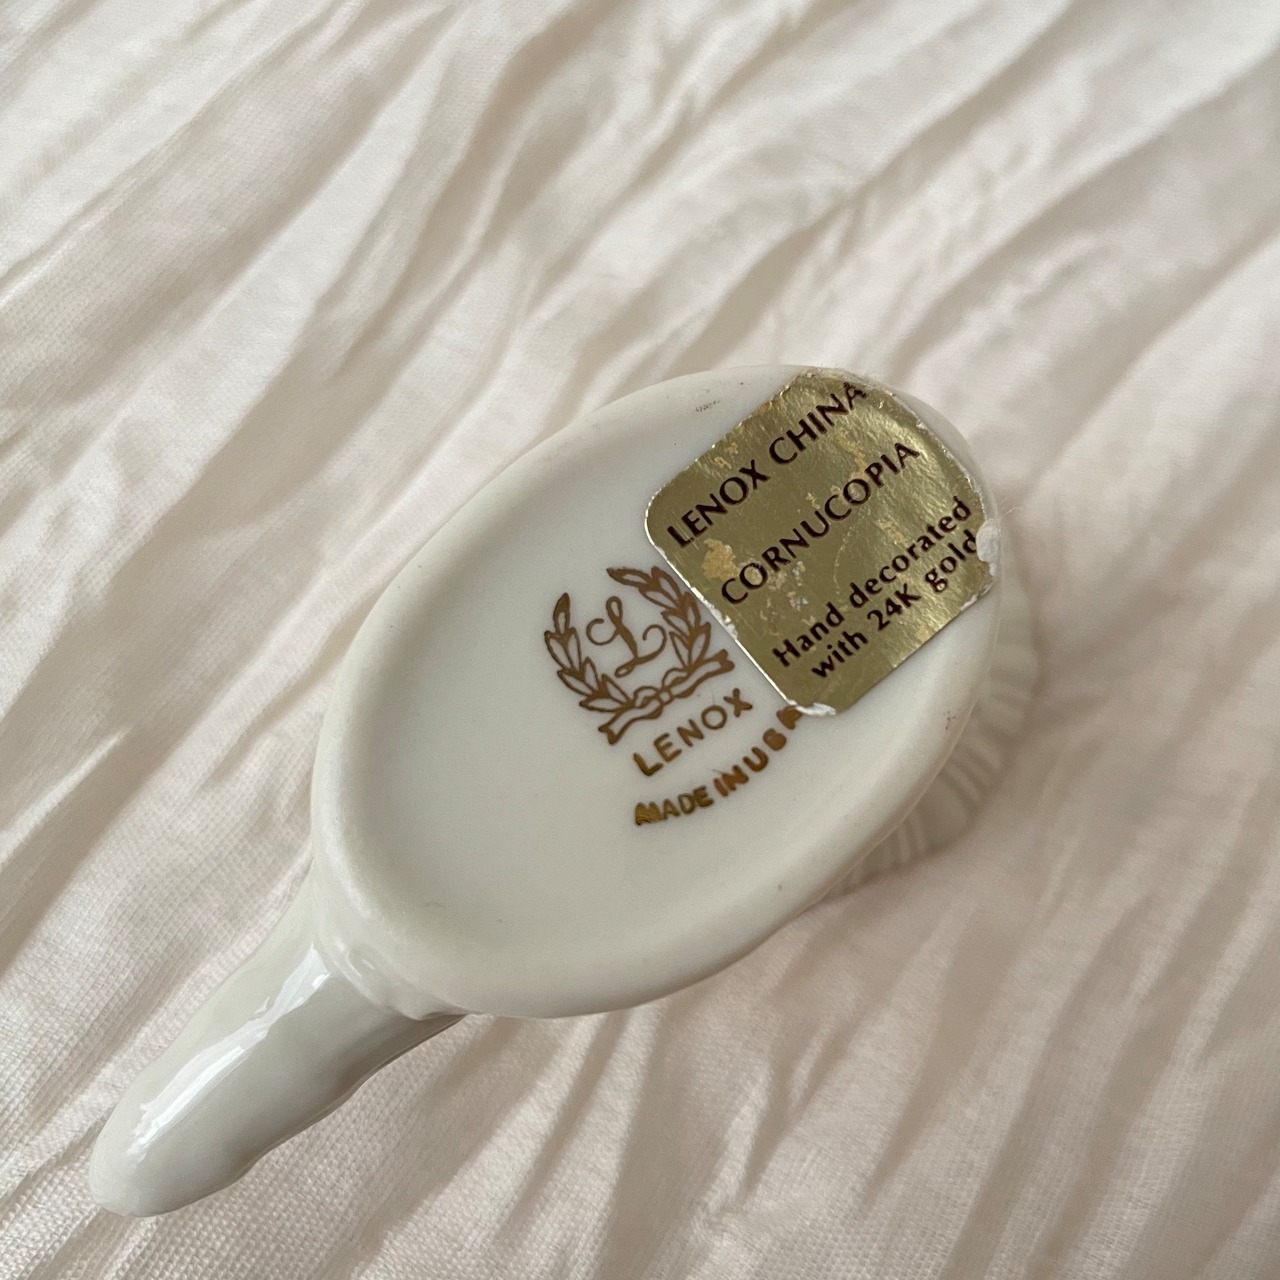 LENOX CHINA
CORNUCOPIA
Hand decorated
with 24K gold
L
LENOX
MADE IN USA